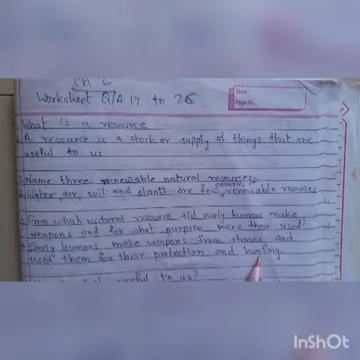 Ch 6
Worksheet Q/A 17 to 26
Date:
Page No.
What is a resource
A resource is a stock or supply of things that are
useful to us
Name three renewable natural resources.
Water, air, soil and plants are few renewable resources
From which natural resource did early humans make
weapons and for what purpose were they used
Early humans make weapons from stones and
used them for their protection and hunting.
useful to us?
InShOt